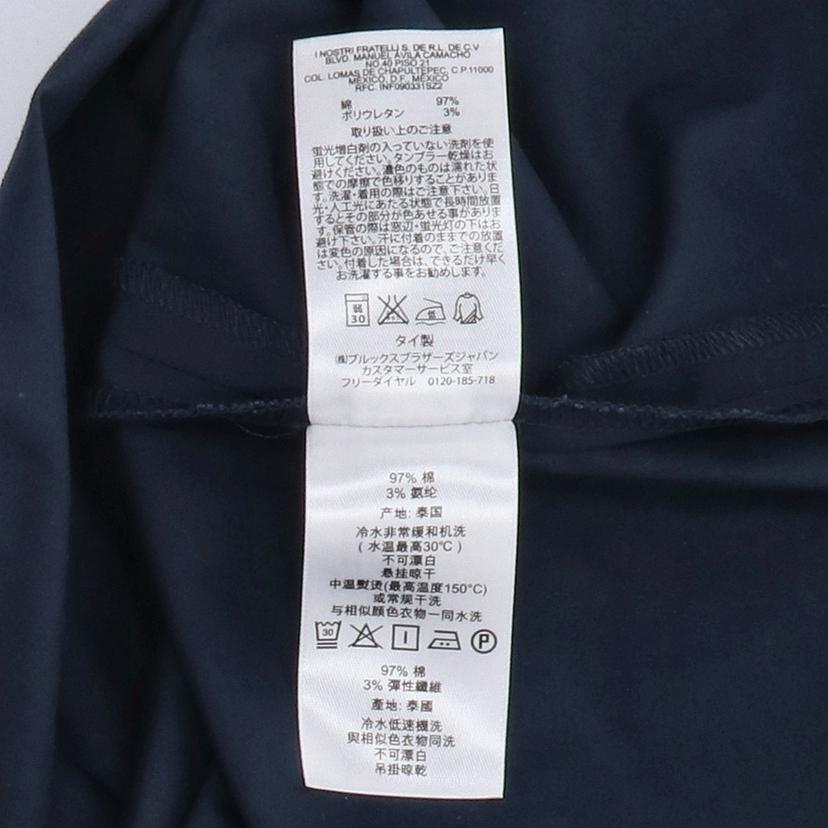 I NOSTRI FRATELLI S. DE R.L. DE C.V
BLVD. MANUEL AVILA CAMACHO
NO.40 PISO 21
COL. LOMAS DE CHAPULTEPEC, C.P.11000
MEXICO, D.F. MEXICO
RFC. INF090331SZ2
綿 97%
ポリウレタン 3%
取り扱い上のご注意
蛍光増白剤の入っていない洗剤を使
用してください。タンブラー乾燥はお
避けください。濃色のものは濡れた状
態での摩擦で色移りすることがありま
す。洗濯・着用の際はご注意下さい。日
光・人工光にあたる状態で長時間放置
するとその部分が色あせる事がありま
す。保管の際は窓辺・蛍光灯の下はお
避け下さい。汗に付着のままでの放置
は変色の原因になるので、ご注意くだ
さい。付着した場合は、できるだけ早く
お洗濯する事をお勧めします。
弱
30
低
タイ製
㈱ブルックスブラザーズジャパン
カスタマーサービス室
フリーダイヤル 0120-185-718
97% 棉
3% 氨纶
产地: 泰国
冷水非常缓和机洗
( 水温最高30℃ )
不可漂白
悬挂晾干
中温熨烫(最高温度150℃)
或常规干洗
与相似颜色衣物一同水洗
30
P
97% 棉
3% 彈性纖維
產地: 泰國
冷水低速機洗
與相似色衣物同洗
不可漂白
吊掛晾乾